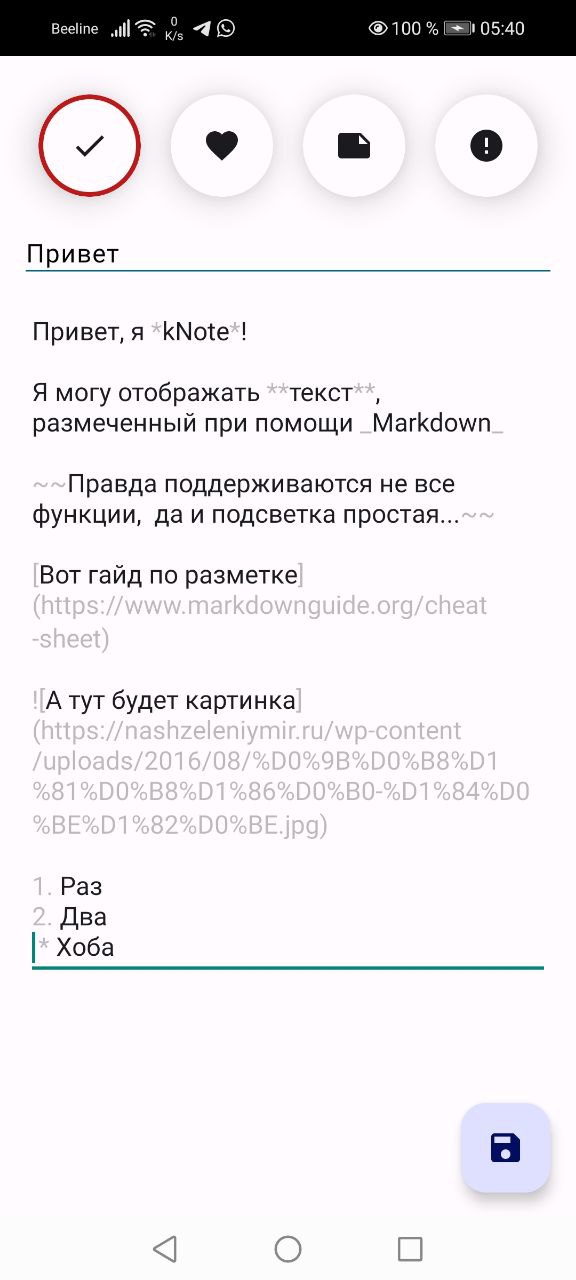 Beeline 0 K/s 100 % 05:40
Привет
Привет, я *kNote*!
Я могу отображать **текст**,
размеченный при помощи _Markdown_
~~Правда поддерживаются не все
функции,  да и подсветка простая...~~
[Вот гайд по разметке]
(https://www.markdownguide.org/cheat
-sheet)
![А тут будет картинка]
(https://nashzeleniymir.ru/wp-content
/uploads/2016/08/%D0%9B%D0%B8%D1
%81%D0%B8%D1%86%D0%B0-%D1%84%D0
%BE%D1%82%D0%BE.jpg)
1. Раз
2. Два
* Хоба